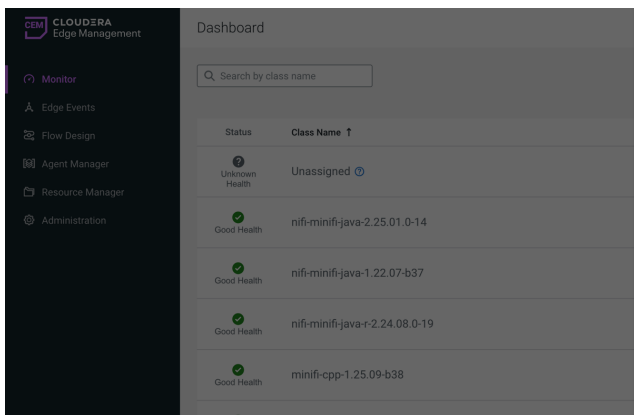 CEM CLOUDERA
Edge Management
Dashboard
Monitor
Edge Events
Flow Design
Agent Manager
Resource Manager
Administration
Search by class name
Status Class Name ↑
Unknown Health Unassigned
Good Health nifi-minifi-java-2.25.01.0-14
Good Health nifi-minifi-java-1.22.07-b37
Good Health nifi-minifi-java-r-2.24.08.0-19
Good Health minifi-cpp-1.25.09-b38